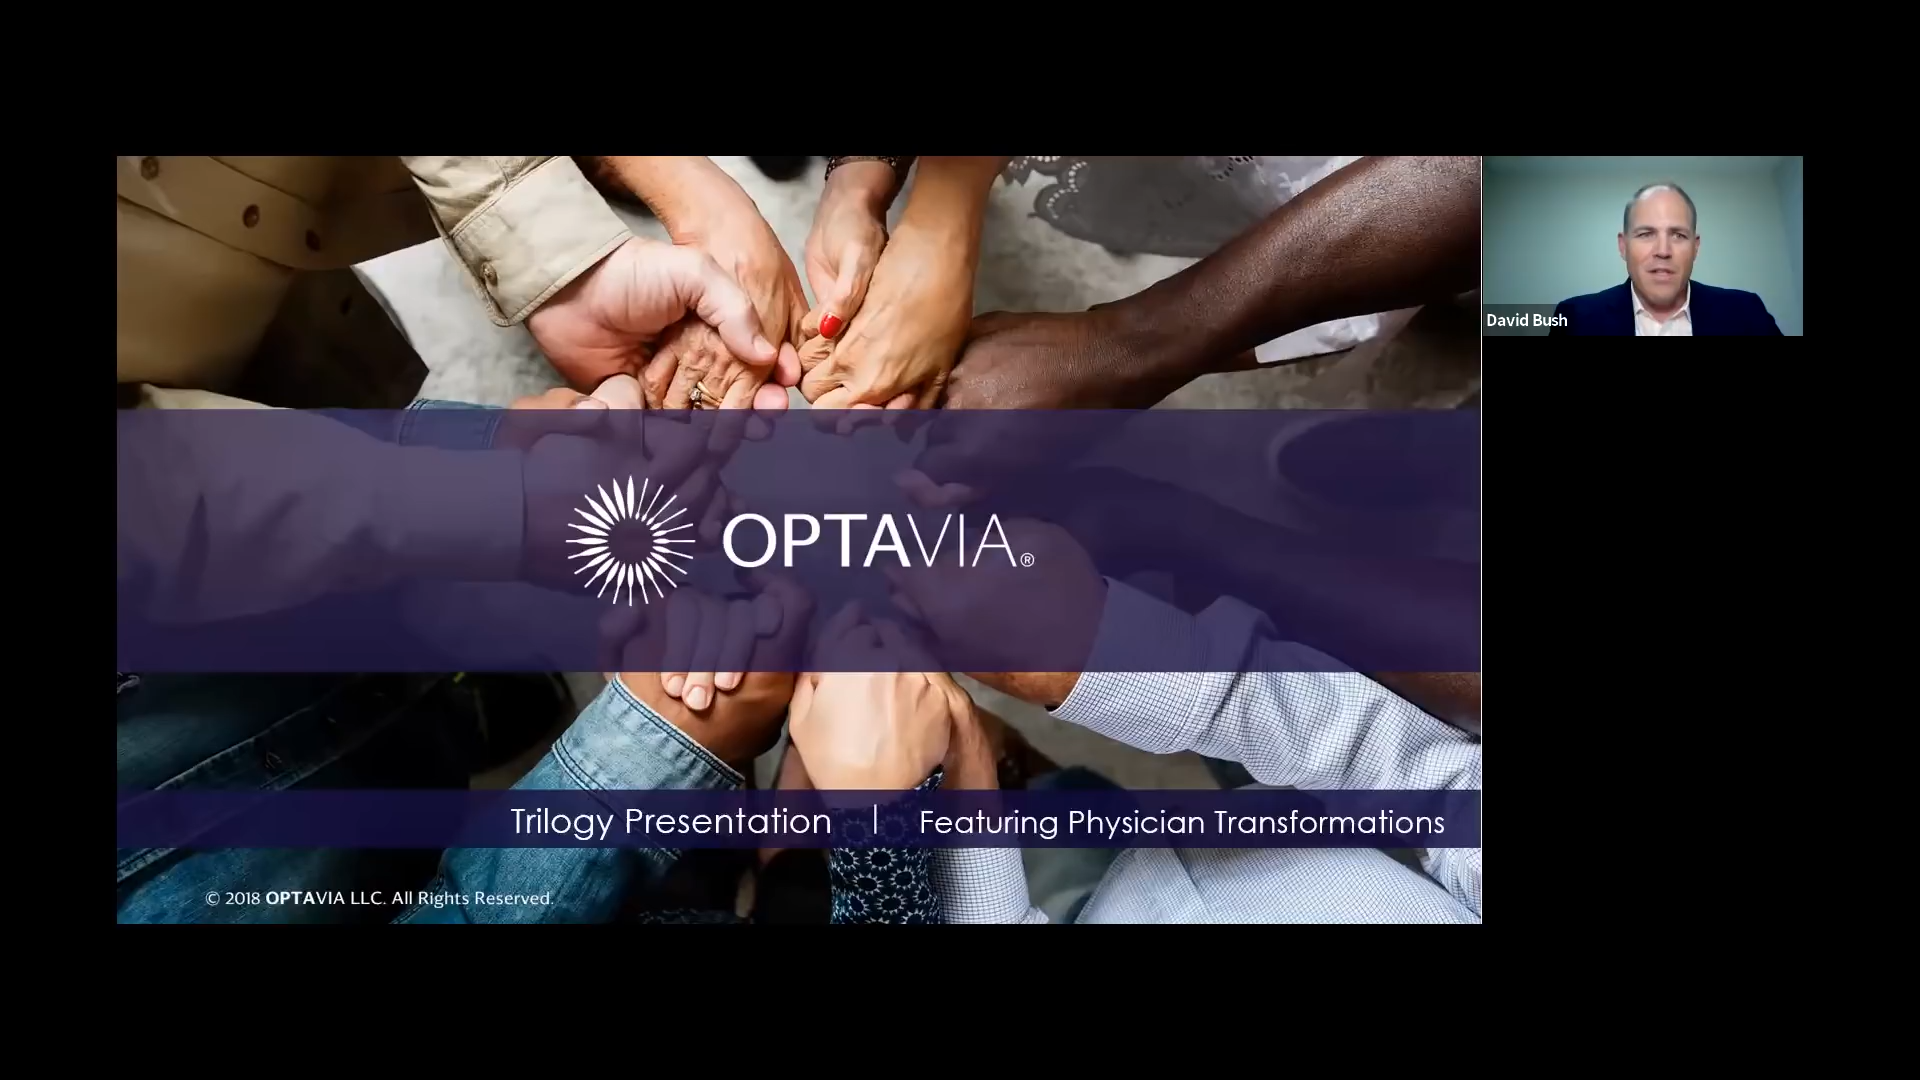 David Bush
OPTAVIA®
Trilogy Presentation | Featuring Physician Transformations
© 2018 OPTAVIA LLC. All Rights Reserved.